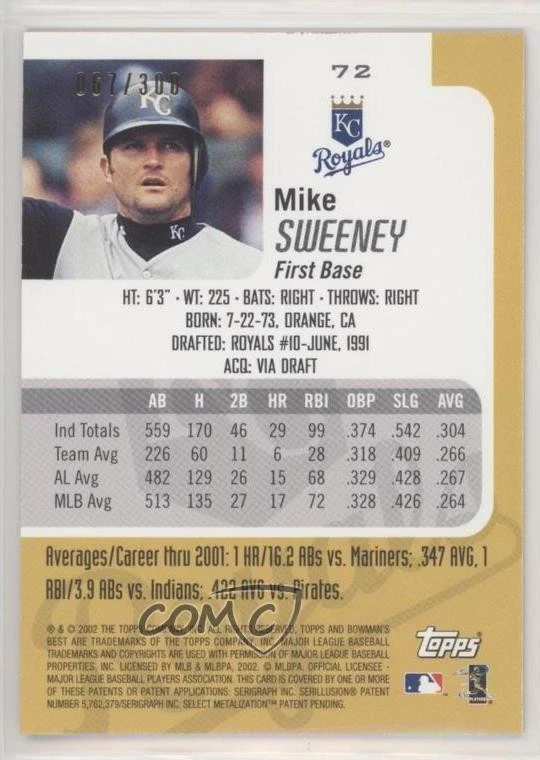 72
067/300
KC
KC
KC
Royals
Mike
SWEENEY
First Base
HT: 6'3" · WT: 225 · BATS: RIGHT · THROWS: RIGHT
BORN: 7-22-73, ORANGE, CA
DRAFTED: ROYALS #10-JUNE, 1991
ACQ: VIA DRAFT
AB H 2B HR RBI OBP SLG AVG
Ind Totals 559 170 46 29 99 .374 .542 .304
Team Avg 226 60 11 6 28 .318 .409 .266
AL Avg 482 129 26 15 68 .329 .428 .267
MLB Avg 513 135 27 17 72 .328 .426 .264
Averages/Career thru 2001: 1 HR/16.2 ABs vs. Mariners; .347 AVG, 1
RBI/3.9 ABs vs. Indians; .422 AVG vs. Pirates.
COMC
® & © 2002 THE TOPPS COMPANY, INC. ALL RIGHTS RESERVED. TOPPS AND BOWMAN'S
BEST ARE TRADEMARKS OF THE TOPPS COMPANY, INC. MAJOR LEAGUE BASEBALL
TRADEMARKS AND COPYRIGHTS ARE USED WITH PERMISSION OF MAJOR LEAGUE BASEBALL
PROPERTIES, INC. LICENSED BY MLB & MLBPA, 2002. © MLBPA. OFFICIAL LICENSEE -
MAJOR LEAGUE BASEBALL PLAYERS ASSOCIATION. THIS CARD IS COVERED BY ONE OR MORE
OF THESE PATENTS OR PATENT APPLICATIONS: SERIGRAPH INC. SERILLUSION® PATENT
NUMBER 5,762,379/SERIGRAPH INC. SELECT METALIZATION™ PATENT PENDING.
topps